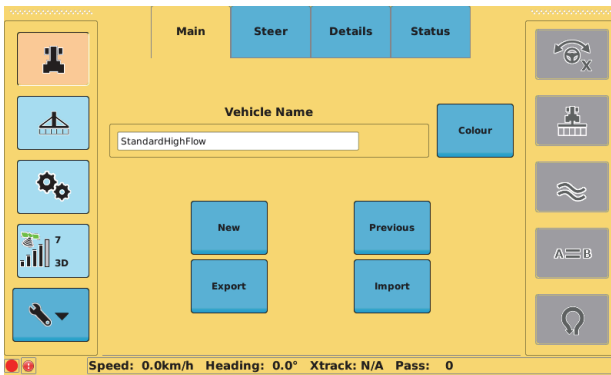 Main Steer Details Status
X
Vehicle Name
Colour
StandardHighFlow
7
3D
New Previous
A=B
Export Import
Speed: 0.0km/h Heading: 0.0° Xtrack: N/A Pass: 0